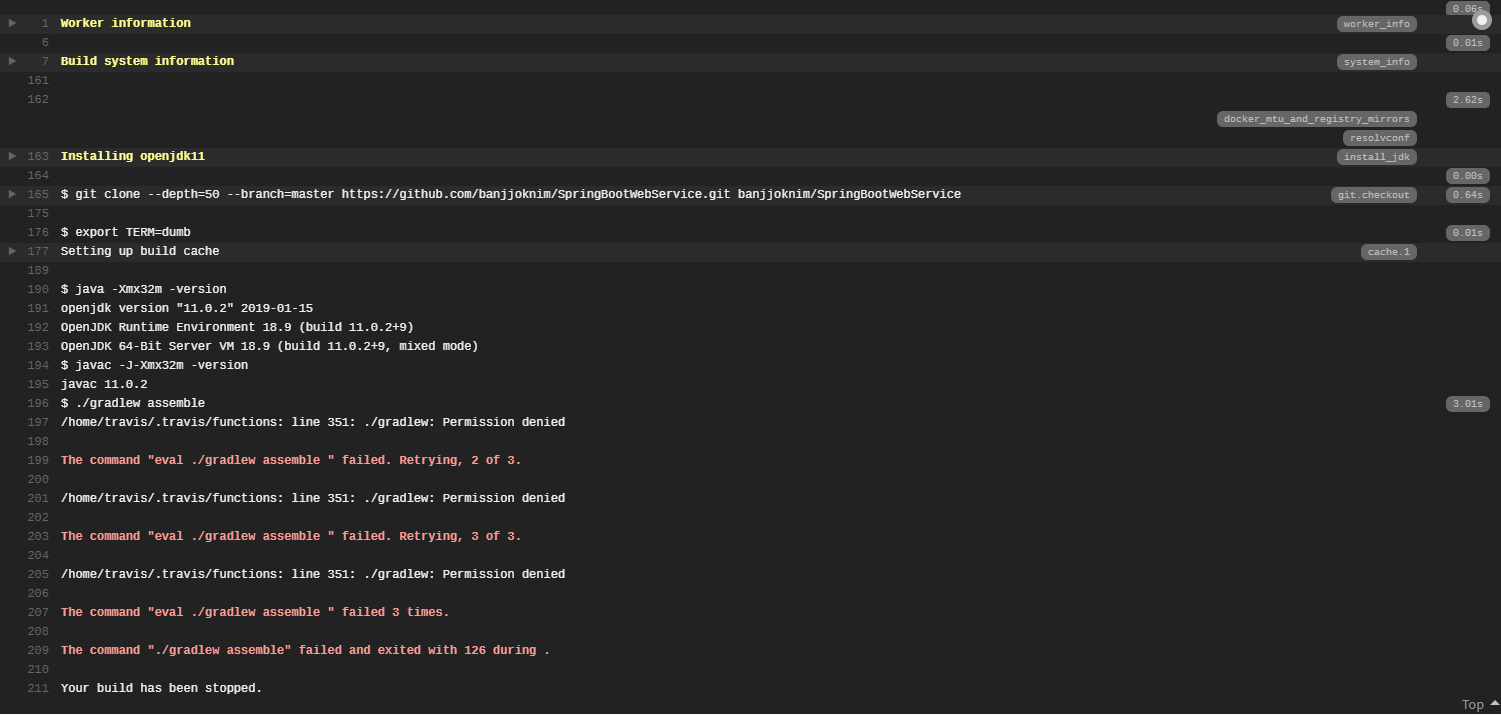 0.06s
1 Worker information worker_info
6 0.01s
7 Build system information system_info
161
162 2.62s
docker_mtu_and_registry_mirrors
resolvconf
163 Installing openjdk11 install_jdk
164 0.00s
165 $ git clone --depth=50 --branch=master https://github.com/banjjoknim/SpringBootWebService.git banjjoknim/SpringBootWebService git.checkout 0.64s
175
176 $ export TERM=dumb 0.01s
177 Setting up build cache cache.1
189
190 $ java -Xmx32m -version
191 openjdk version "11.0.2" 2019-01-15
192 OpenJDK Runtime Environment 18.9 (build 11.0.2+9)
193 OpenJDK 64-Bit Server VM 18.9 (build 11.0.2+9, mixed mode)
194 $ javac -J-Xmx32m -version
195 javac 11.0.2
196 $ ./gradlew assemble 3.01s
197 /home/travis/.travis/functions: line 351: ./gradlew: Permission denied
198
199 The command "eval ./gradlew assemble " failed. Retrying, 2 of 3.
200
201 /home/travis/.travis/functions: line 351: ./gradlew: Permission denied
202
203 The command "eval ./gradlew assemble " failed. Retrying, 3 of 3.
204
205 /home/travis/.travis/functions: line 351: ./gradlew: Permission denied
206
207 The command "eval ./gradlew assemble " failed 3 times.
208
209 The command "./gradlew assemble" failed and exited with 126 during .
210
211 Your build has been stopped.
Top